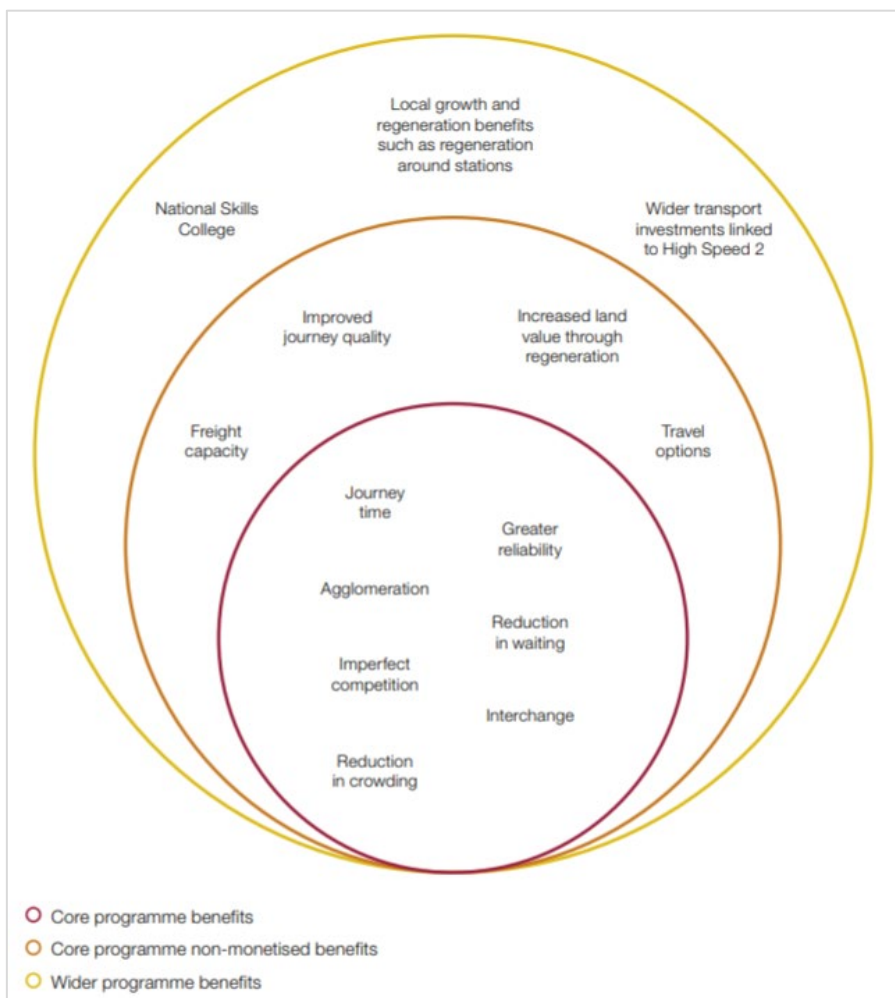 Local growth and
regeneration benefits
such as regeneration
around stations
National Skills
College
Wider transport
investments linked
to High Speed 2
Improved
journey quality
Increased land
value through
regeneration
Freight
capacity
Travel
options
Journey
time
Greater
reliability
Agglomeration
Reduction
in waiting
Imperfect
competition
Interchange
Reduction
in crowding
Core programme benefits
Core programme non-monetised benefits
Wider programme benefits